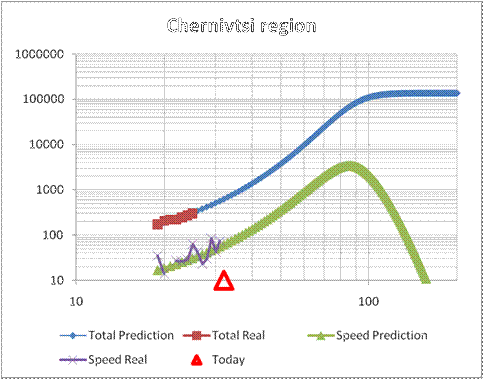 Chernivtsi region
1000000
100000
10000
1000
100
10
10 100
Total Prediction Total Real Speed Prediction
Speed Real Today